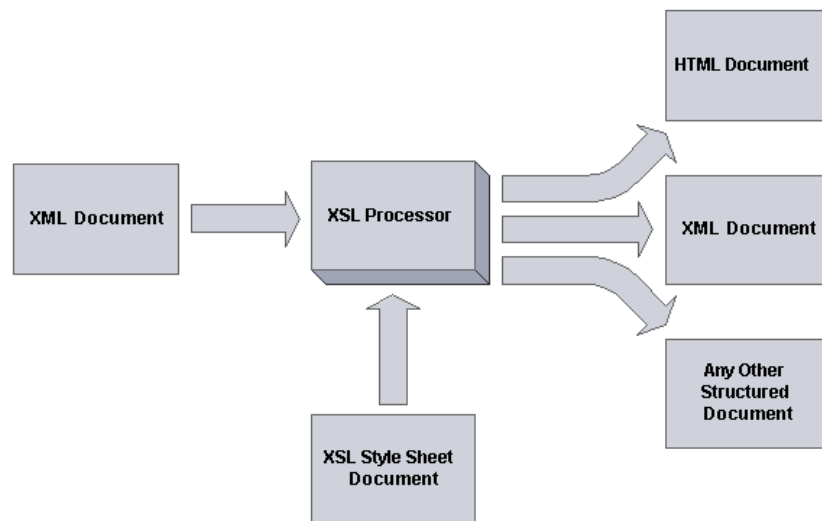 HTML Document
XML Document
XSL Processor
XML Document
Any Other
Structured
Document
XSL Style Sheet
Document